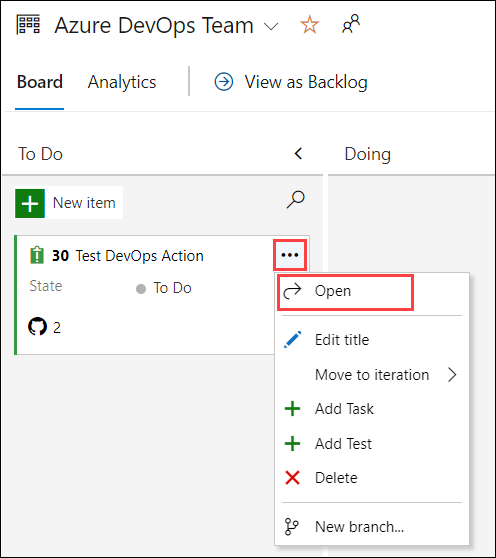 Azure DevOps Team
Board Analytics View as Backlog
To Do Doing
New item
30 Test DevOps Action
State To Do
2
Open
Edit title
Move to iteration
Add Task
Add Test
Delete
New branch...